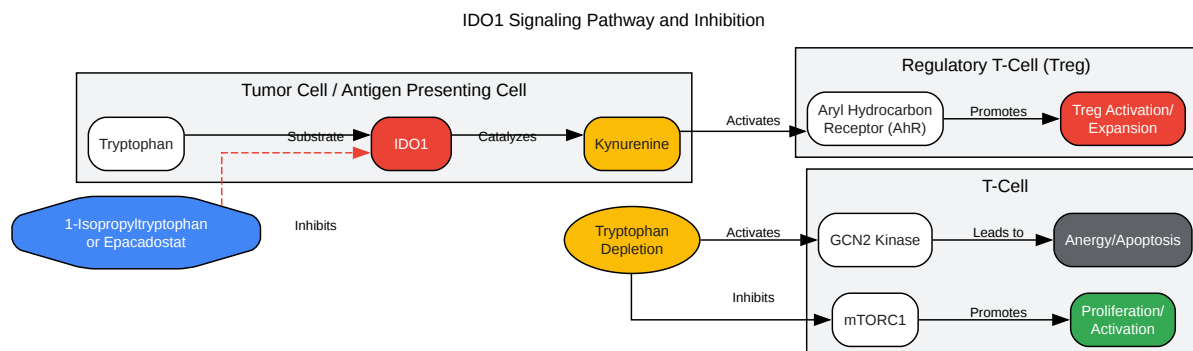 IDO1 Signaling Pathway and Inhibition
Regulatory T-Cell (Treg)
Tumor Cell / Antigen Presenting Cell
Tryptophan
Substrate
IDO1
Catalyzes
Kynurenine
Activates
Aryl Hydrocarbon
Receptor (AhR)
Promotes
Treg Activation/
Expansion
T-Cell
1-Isopropyltryptophan
or Epacadostat
Inhibits
Tryptophan
Depletion
Activates
GCN2 Kinase
Leads to
Anergy/Apoptosis
Inhibits
mTORC1
Promotes
Proliferation/
Activation